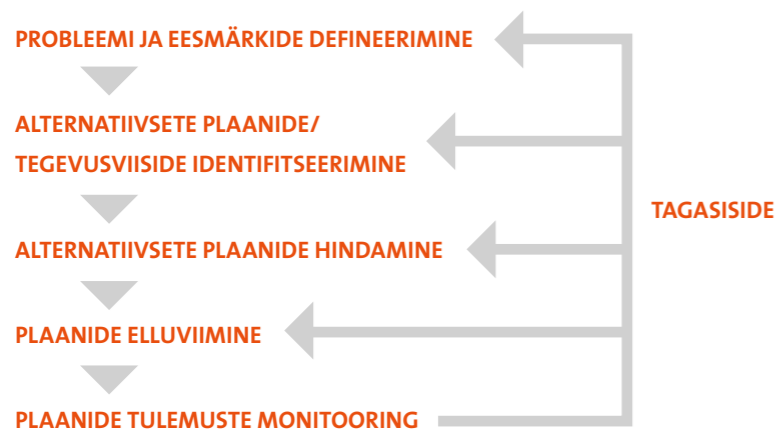 PROBLEEMI JA EESMÄRKIDE DEFINEERIMINE
ALTERNATIIVSETE PLAANIDE/
TEGEVUSVIISIDE IDENTIFITSEERIMINE
TAGASISIDE
ALTERNATIIVSETE PLAANIDE HINDAMINE
PLAANIDE ELLUVIIMINE
PLAANIDE TULEMUSTE MONITOORING